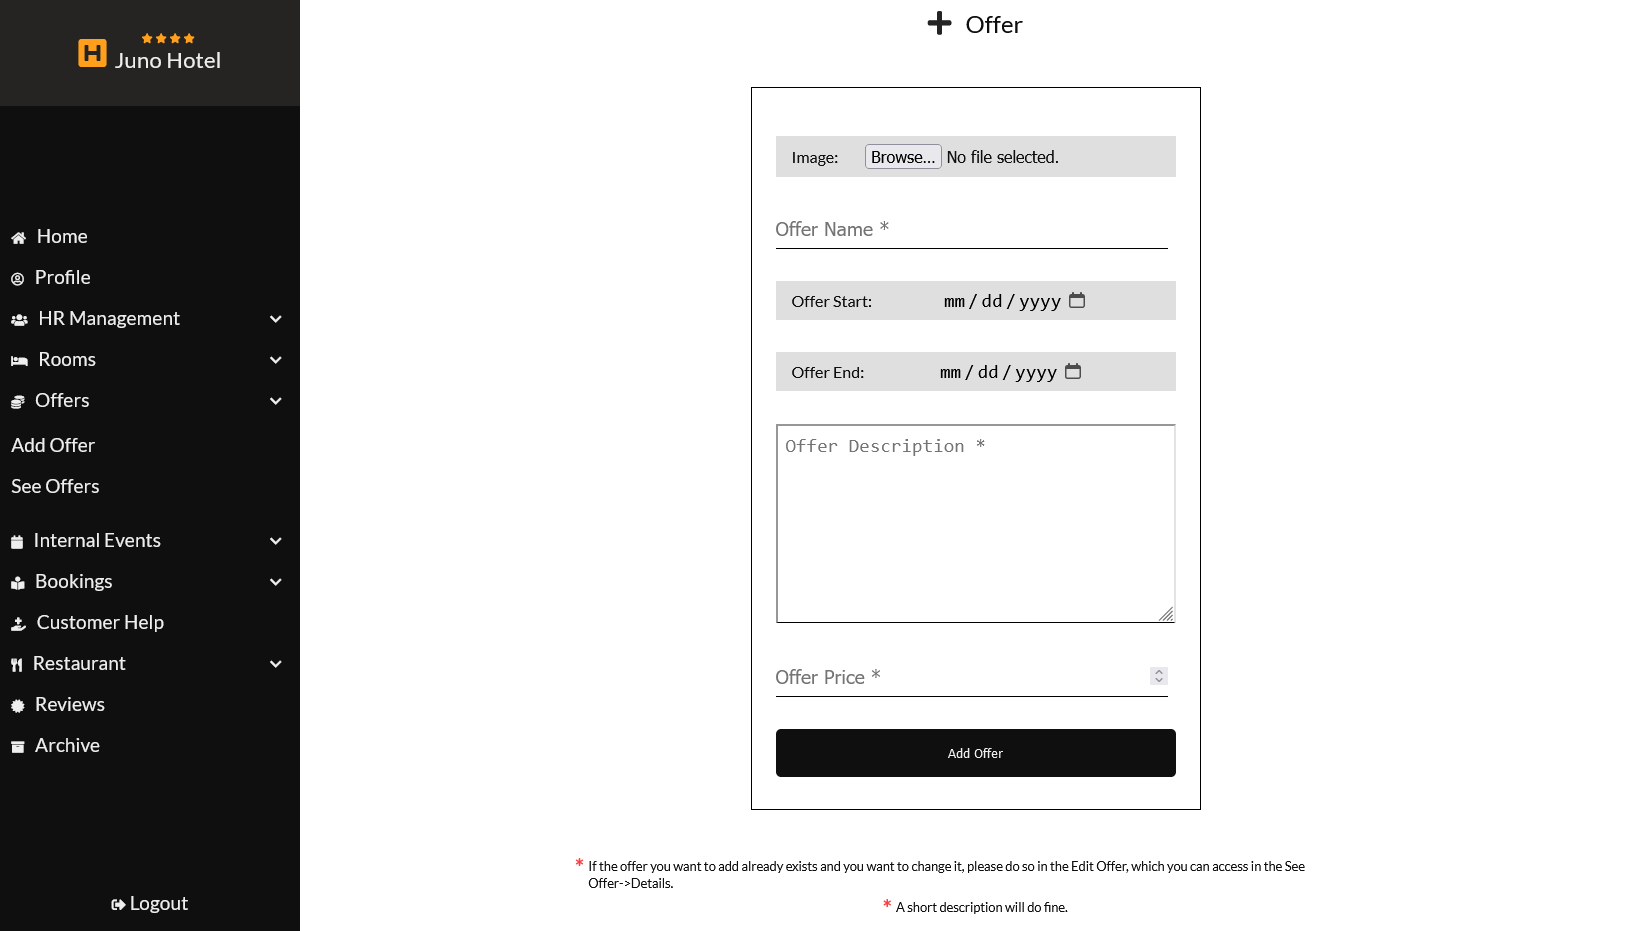 Juno Hotel
Home
Profile
HR Management
Rooms
Offers
Add Offer
See Offers
Internal Events
Bookings
Customer Help
Restaurant
Reviews
Archive
Logout
Offer
Image: Browse... No file selected.
Offer Name *
Offer Start: mm / dd / yyyy
Offer End: mm / dd / yyyy
Offer Description *
Offer Price *
Add Offer
* If the offer you want to add already exists and you want to change it, please do so in the Edit Offer, which you can access in the See
Offer->Details.
* A short description will do fine.